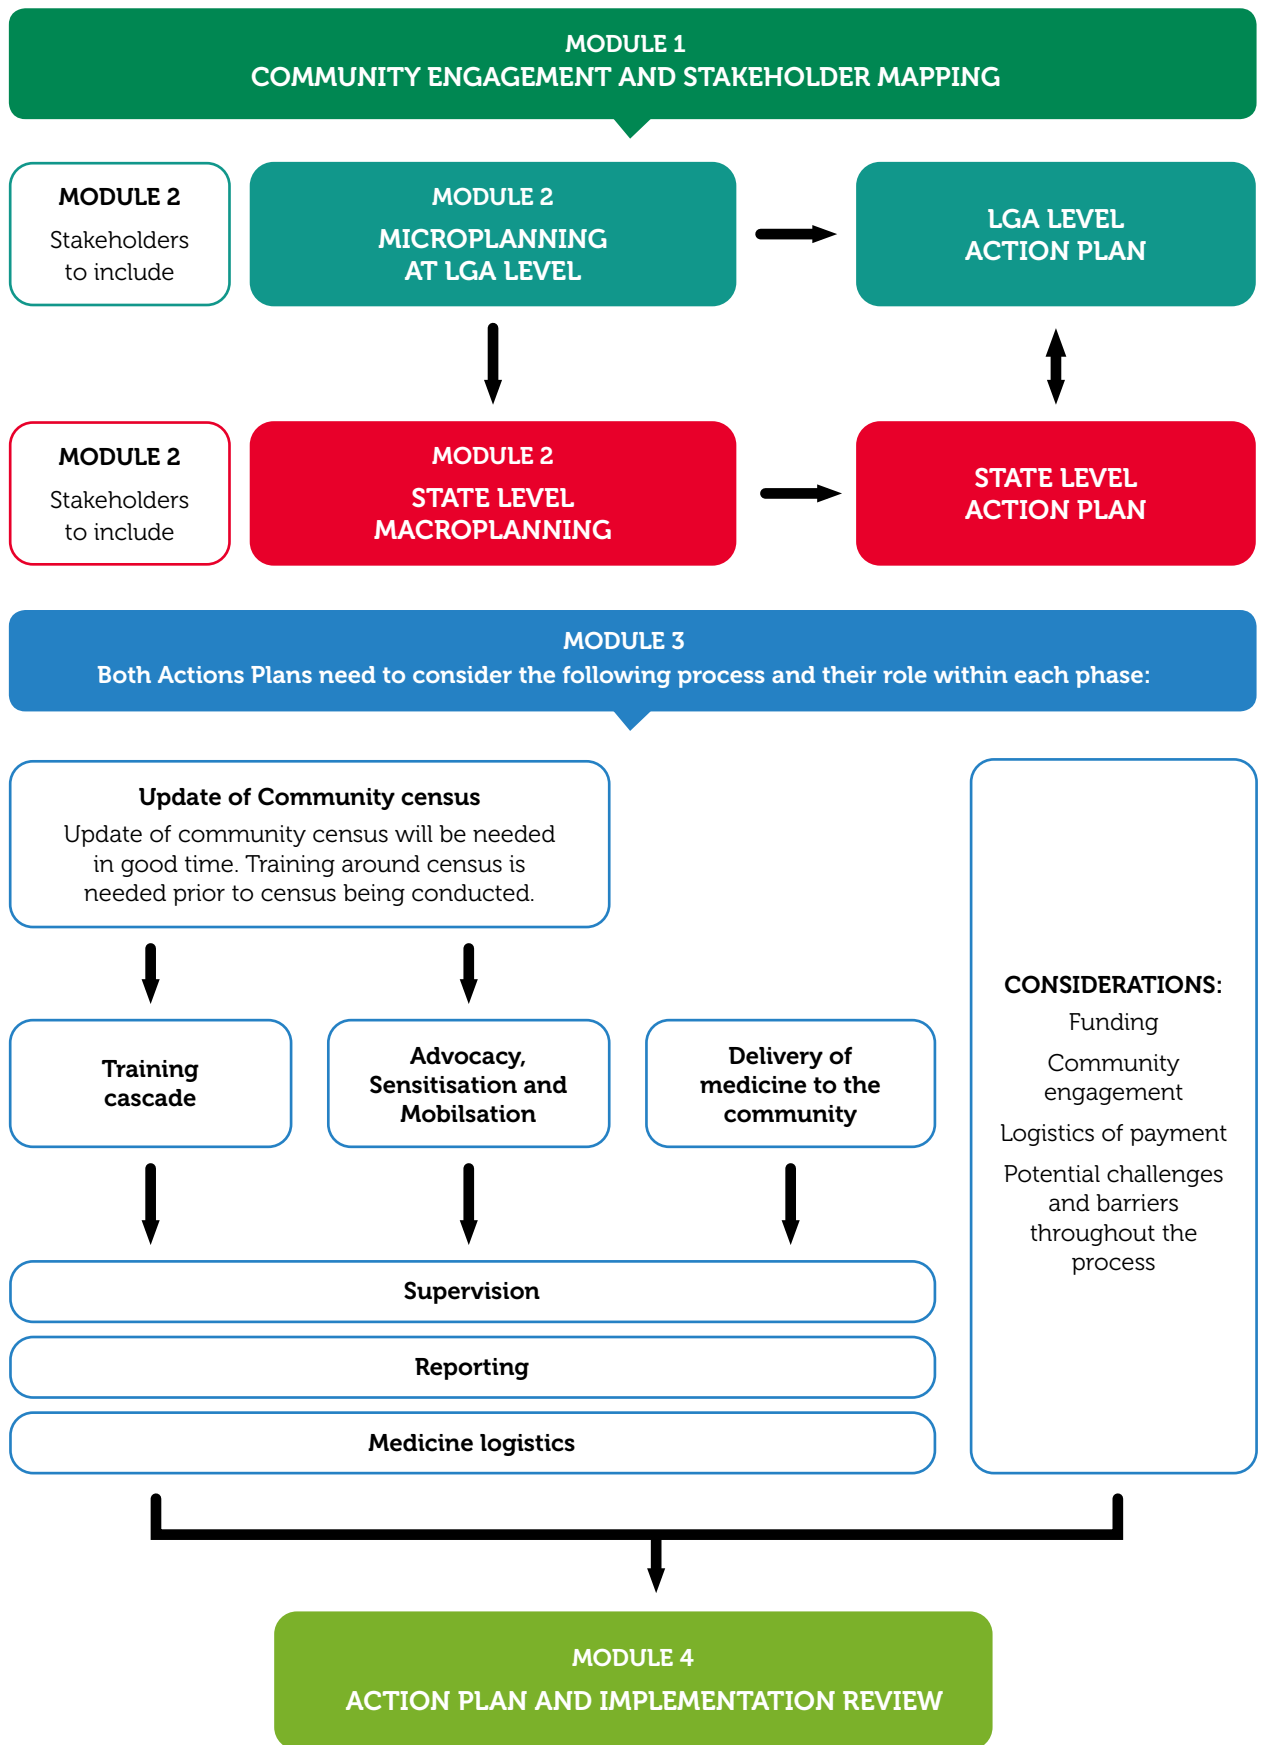 MODULE 1
COMMUNITY ENGAGEMENT AND STAKEHOLDER MAPPING
MODULE 2
Stakeholders
to include
MODULE 2
MICROPLANNING
AT LGA LEVEL
LGA LEVEL
ACTION PLAN
MODULE 2
Stakeholders
to include
MODULE 2
STATE LEVEL
MACROPLANNING
STATE LEVEL
ACTION PLAN
MODULE 3
Both Actions Plans need to consider the following process and their role within each phase:
Update of Community census
Update of community census will be needed
in good time. Training around census is
needed prior to census being conducted.
Training
cascade
Advocacy,
Sensitisation and
Mobilsation
Delivery of
medicine to the
community
Supervision
Reporting
Medicine logistics
CONSIDERATIONS:
Funding
Community
engagement
Logistics of payment
Potential challenges
and barriers
throughout the
process
MODULE 4
ACTION PLAN AND IMPLEMENTATION REVIEW